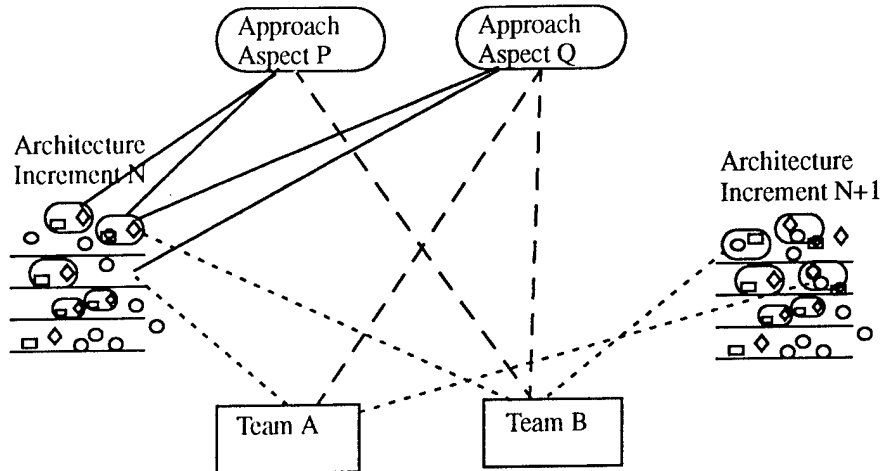 Approach
Aspect P
Approach
Aspect Q
Architecture
Increment N
Architecture
Increment N+1
Team A
Team B